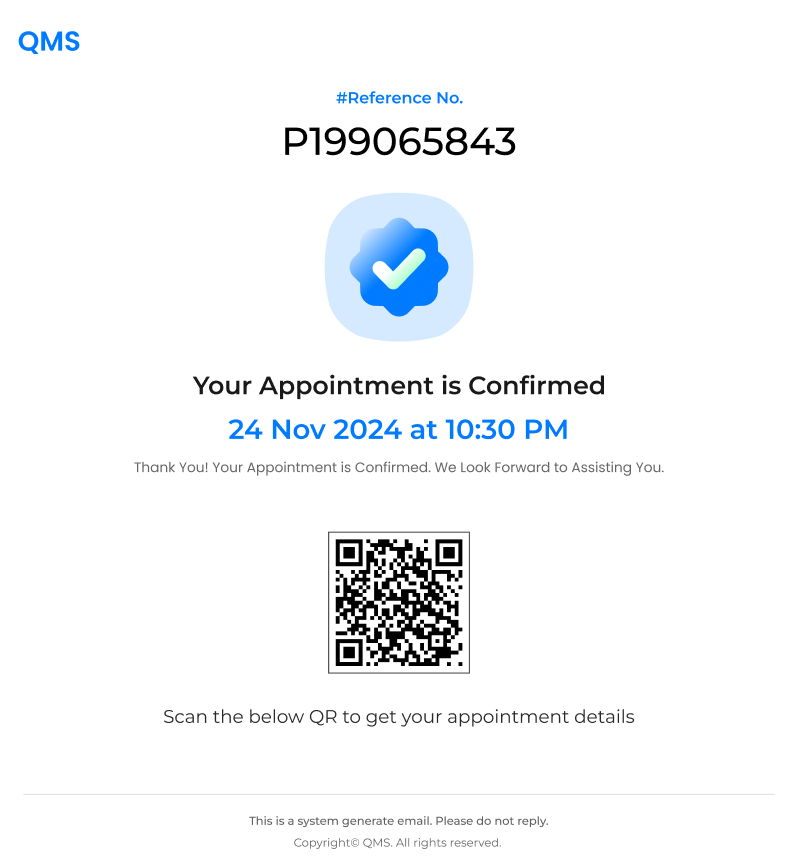 QMS
#Reference No.
P199065843
Your Appointment is Confirmed
24 Nov 2024 at 10:30 PM
Thank You! Your Appointment is Confirmed. We Look Forward to Assisting You.
Scan the below QR to get your appointment details
This is a system generate email. Please do not reply.
Copyright© QMS. All rights reserved.